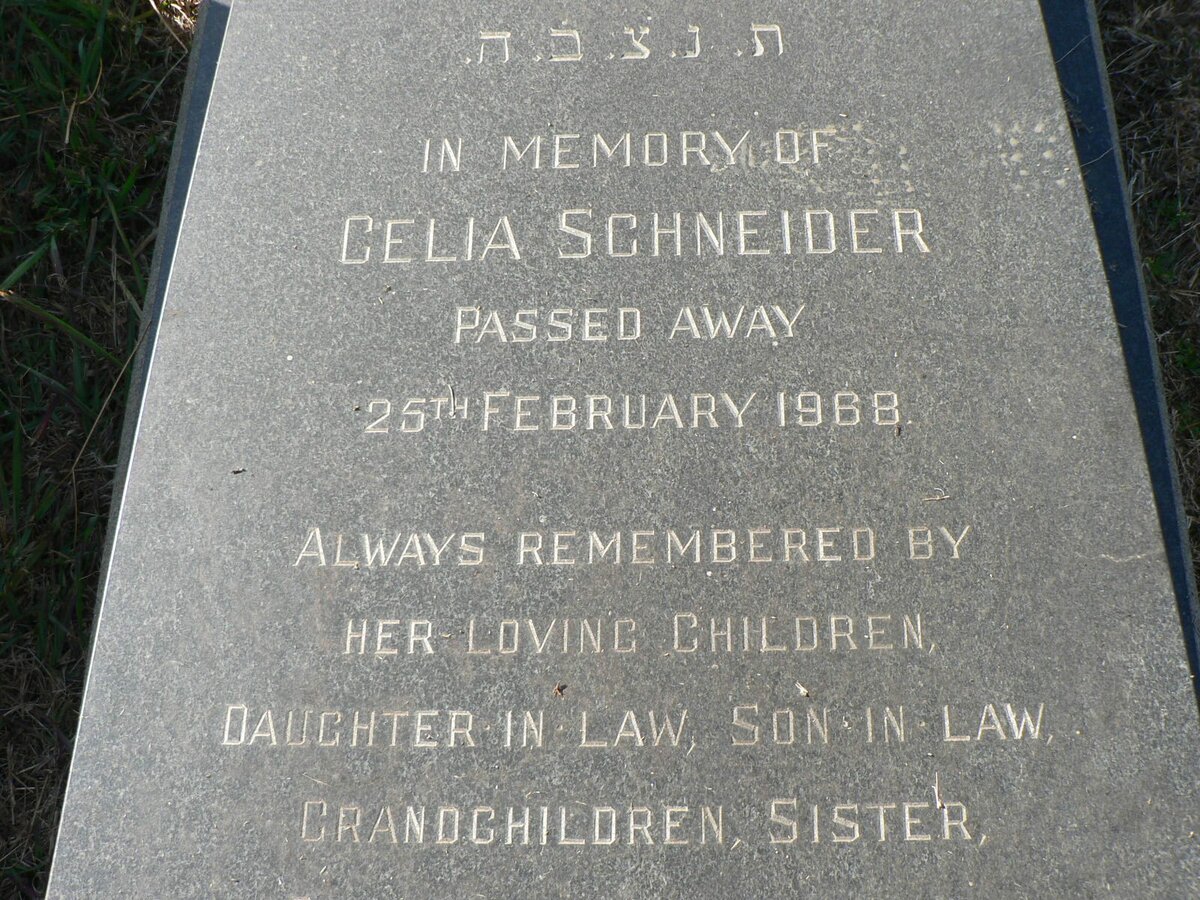 ת.נ.צ.ב.ה.
IN MEMORY OF
CELIA SCHNEIDER
PASSED AWAY
25TH FEBRUARY 1968.
ALWAYS REMEMBERED BY
HER LOVING CHILDREN,
DAUGHTER-IN-LAW, SON-IN-LAW,
GRANDCHILDREN, SISTER,